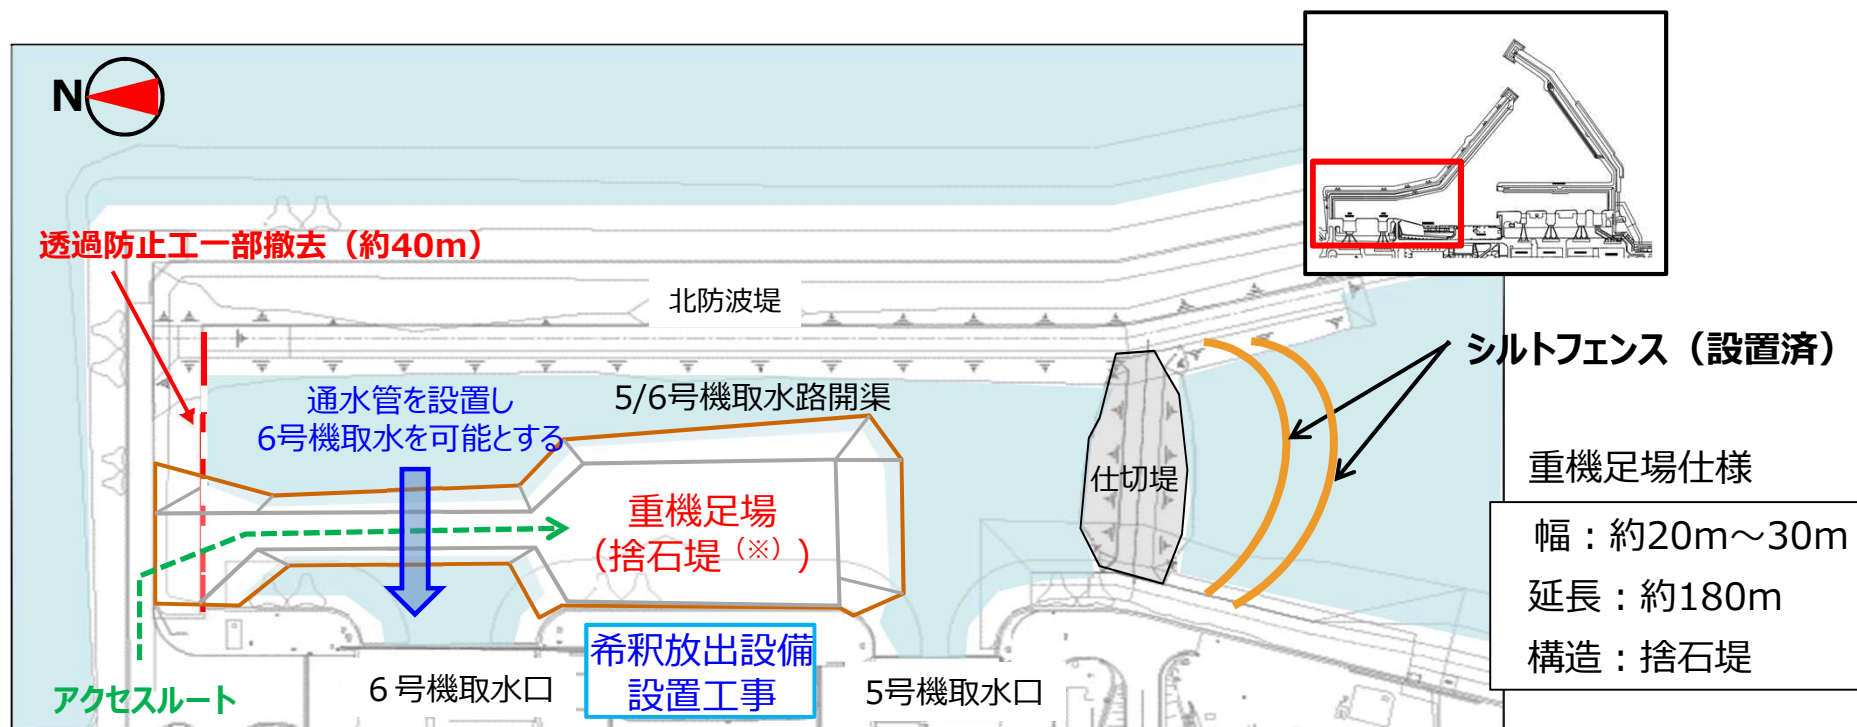 N
透過防止工一部撤去（約40m）
北防波堤
シルトフェンス（設置済）
通水管を設置し
6号機取水を可能とする
5/6号機取水路開渠
仕切堤
重機足場
(捨石堤（※）)
重機足場仕様
幅：約20m～30m
延長：約180m
構造：捨石堤
希釈放出設備
設置工事
アクセスルート
６号機取水口
5号機取水口